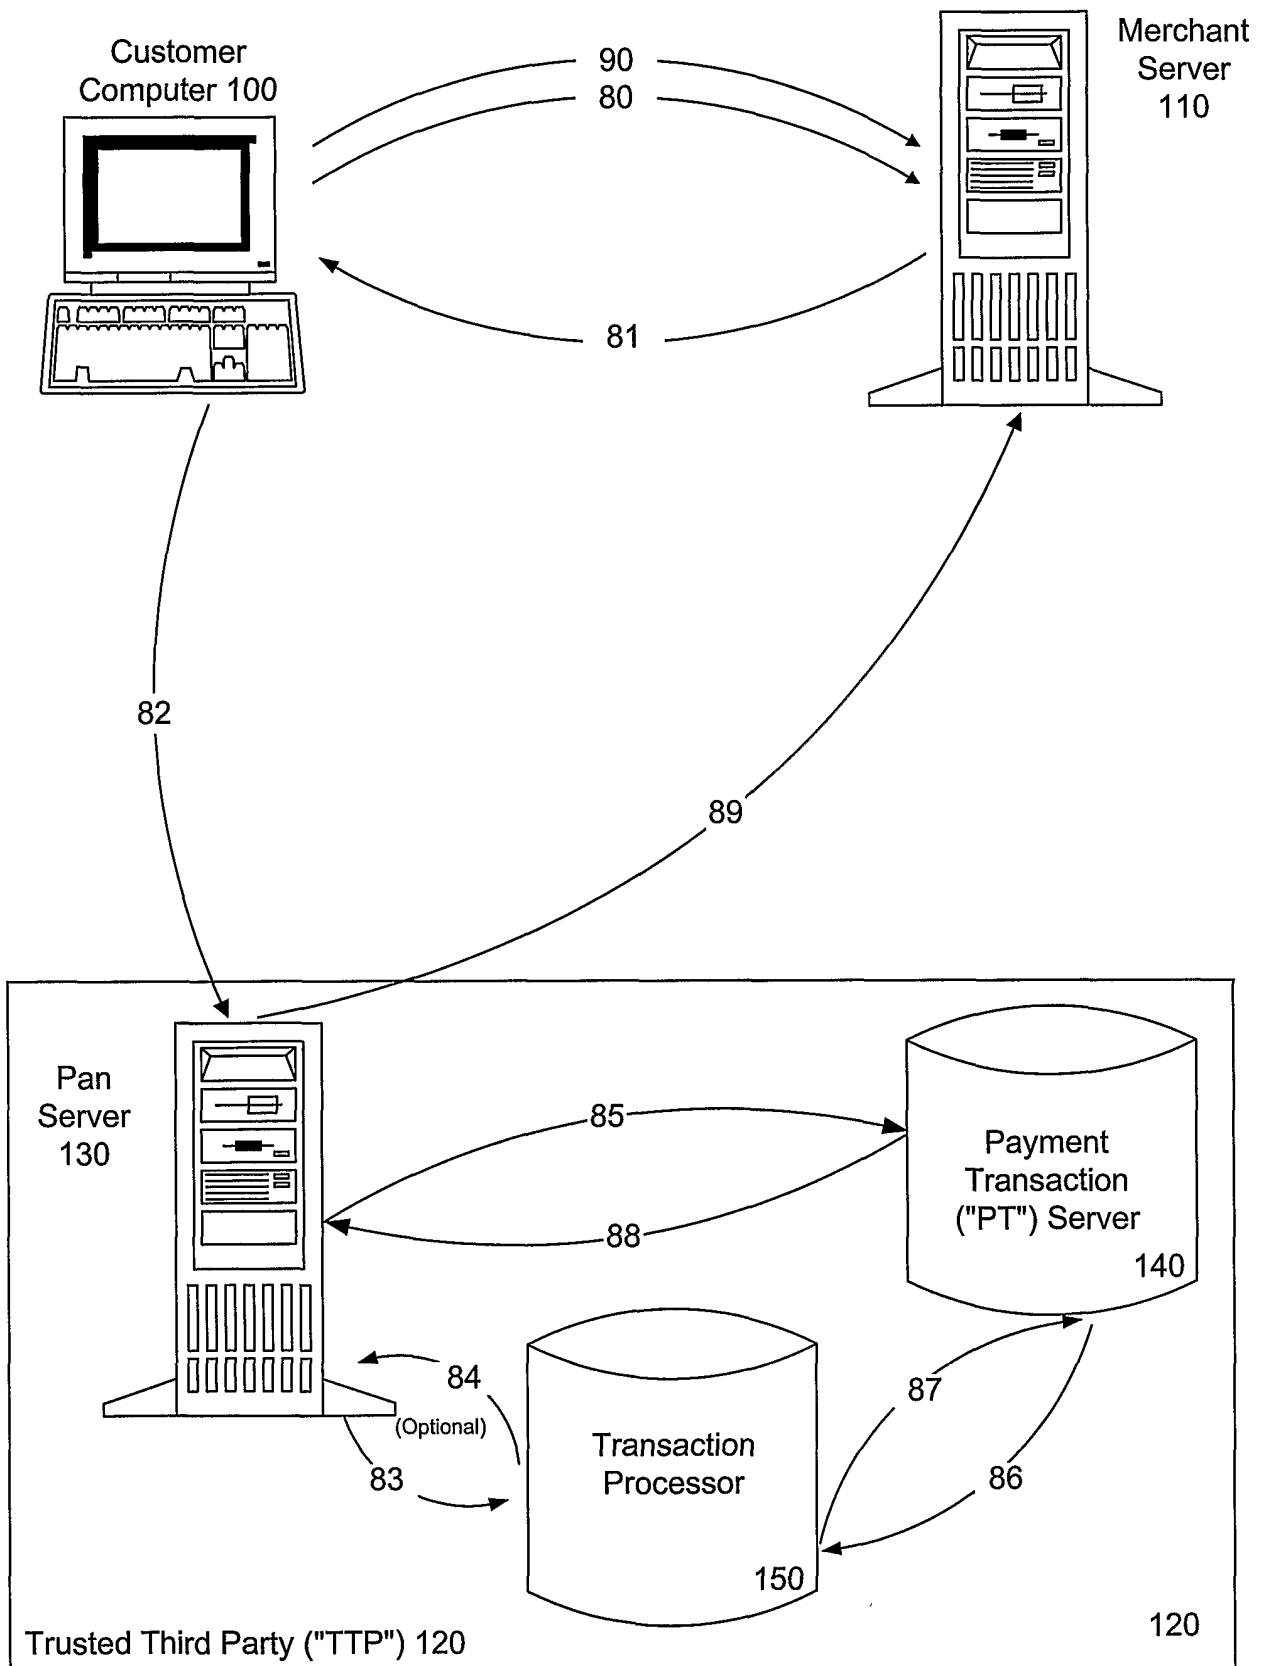 Customer
Computer 100
Merchant
Server
110
90
80
81
82
89
Pan
Server
130
85
88
Payment
Transaction
("PT") Server
140
84
(Optional)
83
87
86
Transaction
Processor
150
Trusted Third Party ("TTP") 120
120